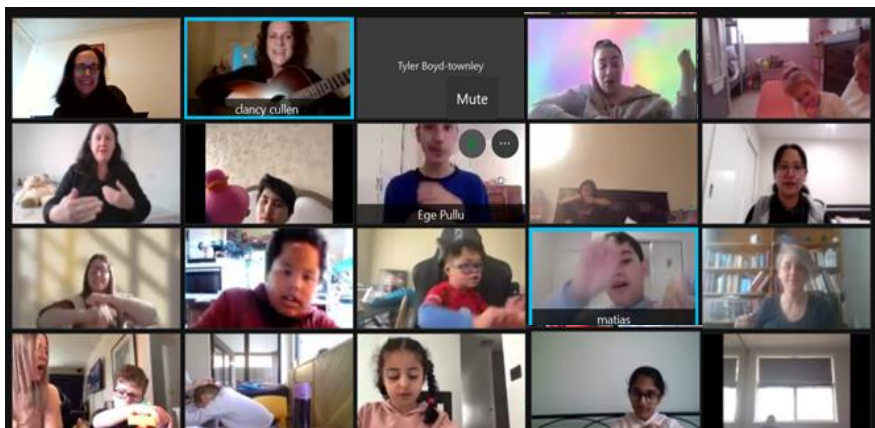 Tyler Boyd-townley
Mute
clancy cullen
Ege Pullu
matias